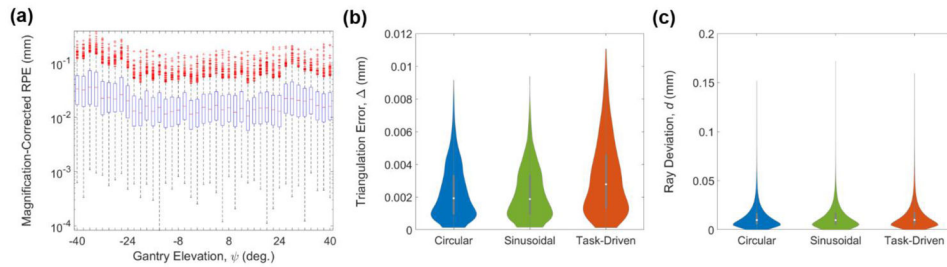 (a)
Magnification-Corrected RPE (mm)
10⁻¹
10⁻²
10⁻³
10⁻⁴
-40 -24 -8 8 24 40
Gantry Elevation, ψ (deg.)
(b)
Triangulation Error, Δ (mm)
0.012
0.01
0.008
0.006
0.004
0.002
0
Circular Sinusoidal Task-Driven
(c)
Ray Deviation, d (mm)
0.2
0.15
0.1
0.05
0
Circular Sinusoidal Task-Driven